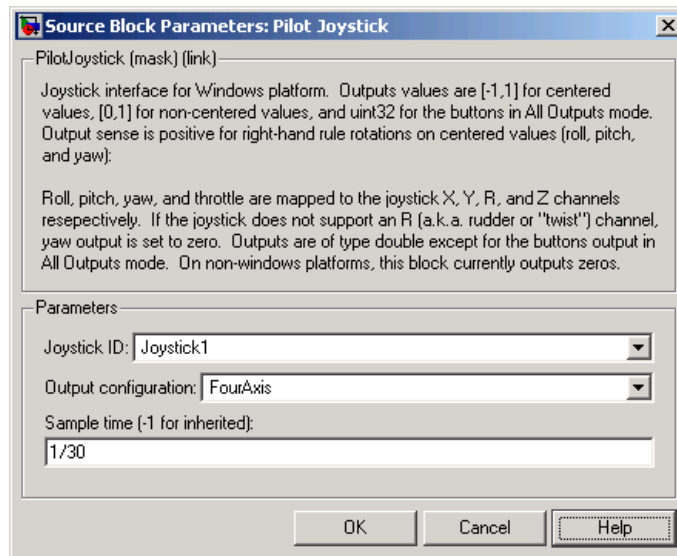 Source Block Parameters: Pilot Joystick
PilotJoystick (mask) (link)
Joystick interface for Windows platform. Outputs values are [-1,1] for centered
values, [0,1] for non-centered values, and uint32 for the buttons in All Outputs mode.
Output sense is positive for right-hand rule rotations on centered values (roll, pitch,
and yaw):
Roll, pitch, yaw, and throttle are mapped to the joystick X, Y, R, and Z channels
resepectively. If the joystick does not support an R (a.k.a. rudder or "twist") channel,
yaw output is set to zero. Outputs are of type double except for the buttons output in
All Outputs mode. On non-windows platforms, this block currently outputs zeros.
Parameters
Joystick ID: Joystick1
Output configuration: FourAxis
Sample time (-1 for inherited):
1/30
OK Cancel Help